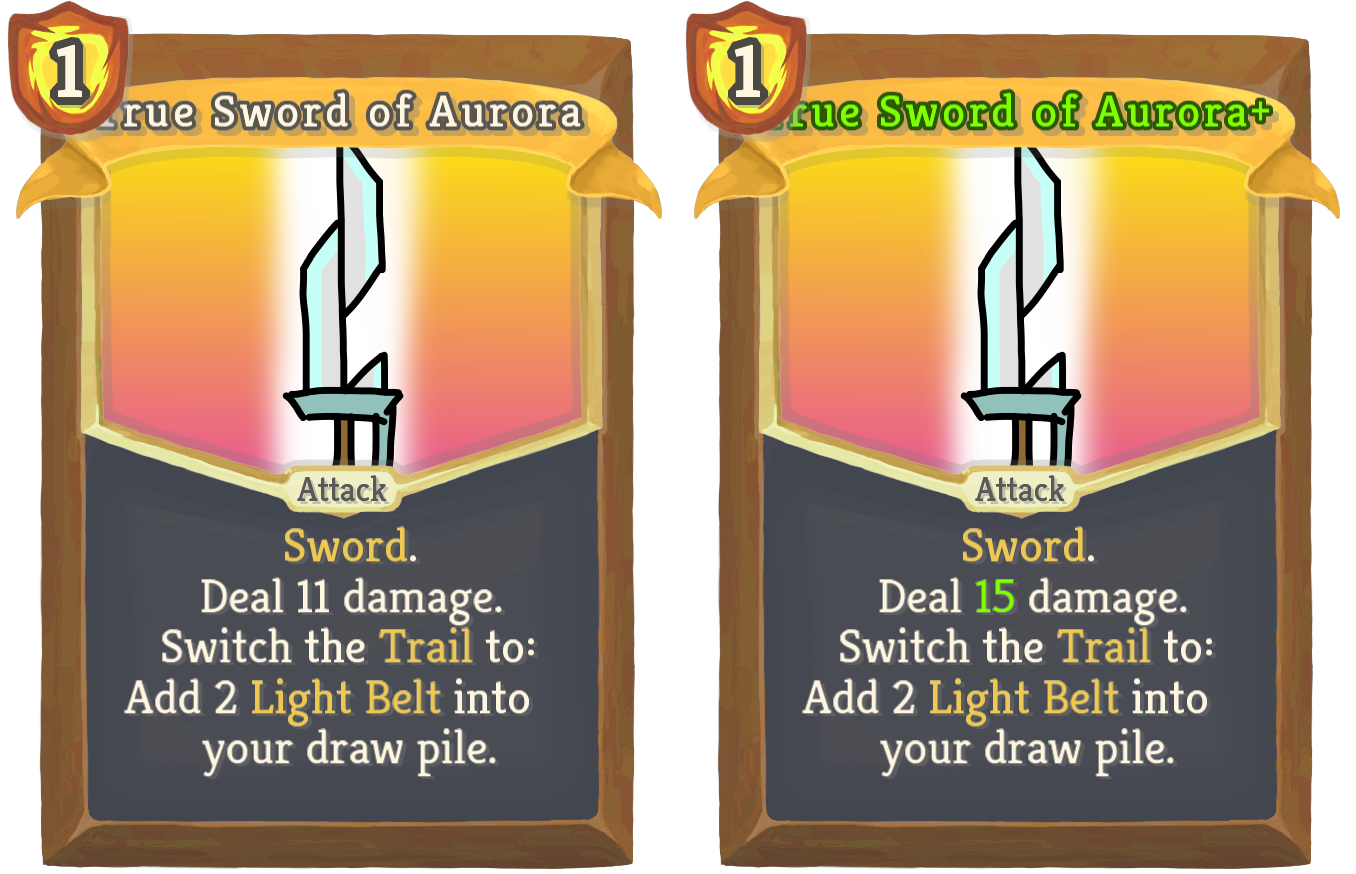 1
True Sword of Aurora
Attack
Sword.
Deal 11 damage.
Switch the Trail to:
Add 2 Light Belt into
your draw pile.
1
True Sword of Aurora+
Attack
Sword.
Deal 15 damage.
Switch the Trail to:
Add 2 Light Belt into
your draw pile.